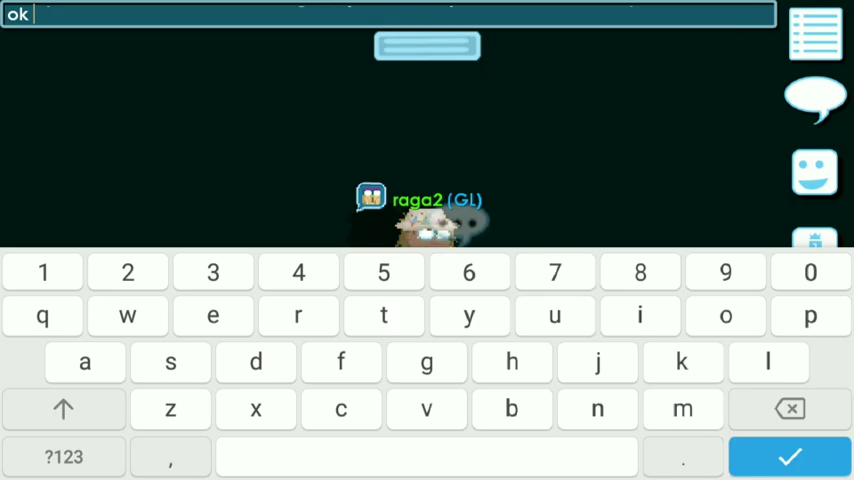 ok
raga2 (GL)
1 2 3 4 5 6 7 8 9 0
q w e r t y u i o p
a s d f g h j k l
z x c v b n m
?123 , .